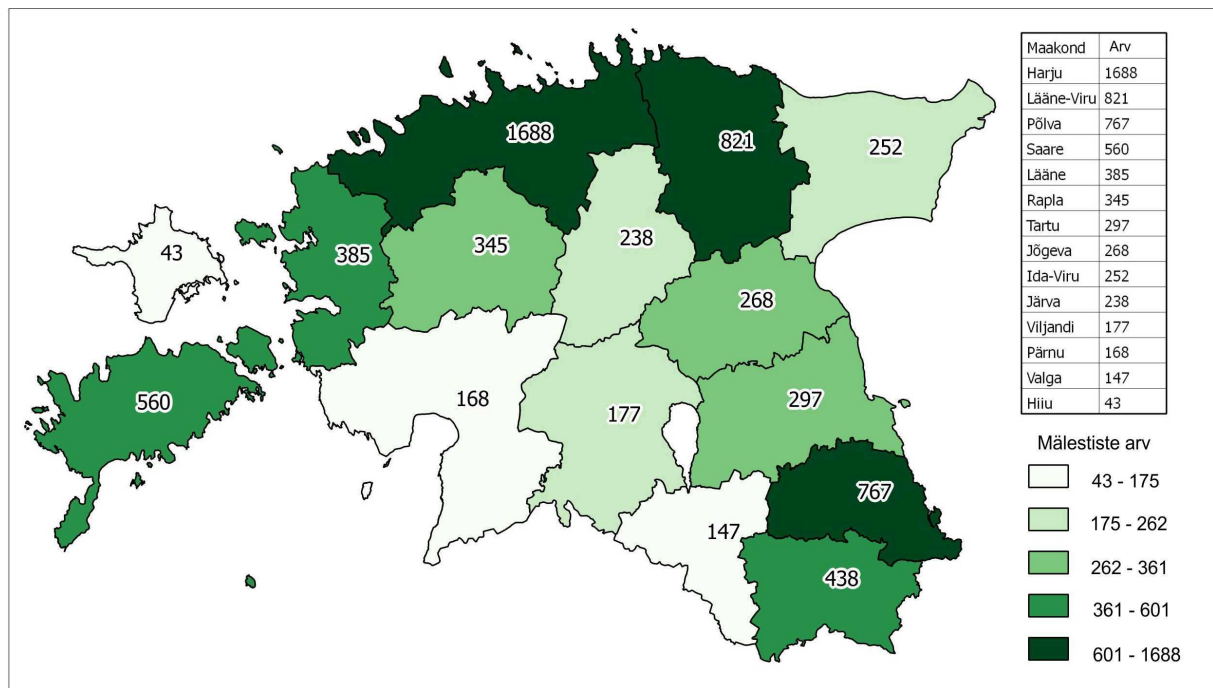 Maakond Arv
Harju 1688
Lääne-Viru 821
Põlva 767
Saare 560
Lääne 385
Rapla 345
Tartu 297
Jõgeva 268
Ida-Viru 252
Järva 238
Viljandi 177
Pärnu 168
Valga 147
Hiiu 43
1688
821
252
43
385
345
238
268
560
168
177
297
767
147
438
Mälestiste arv
43 - 175
175 - 262
262 - 361
361 - 601
601 - 1688